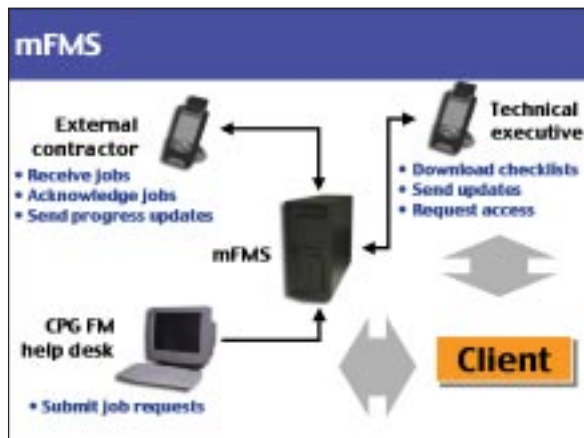 mFMS
External
contractor
• Receive jobs
• Acknowledge jobs
• Send progress updates
Technical
executive
• Download checklists
• Send updates
• Request access
mFMS
CPG FM
help desk
• Submit job requests
Client